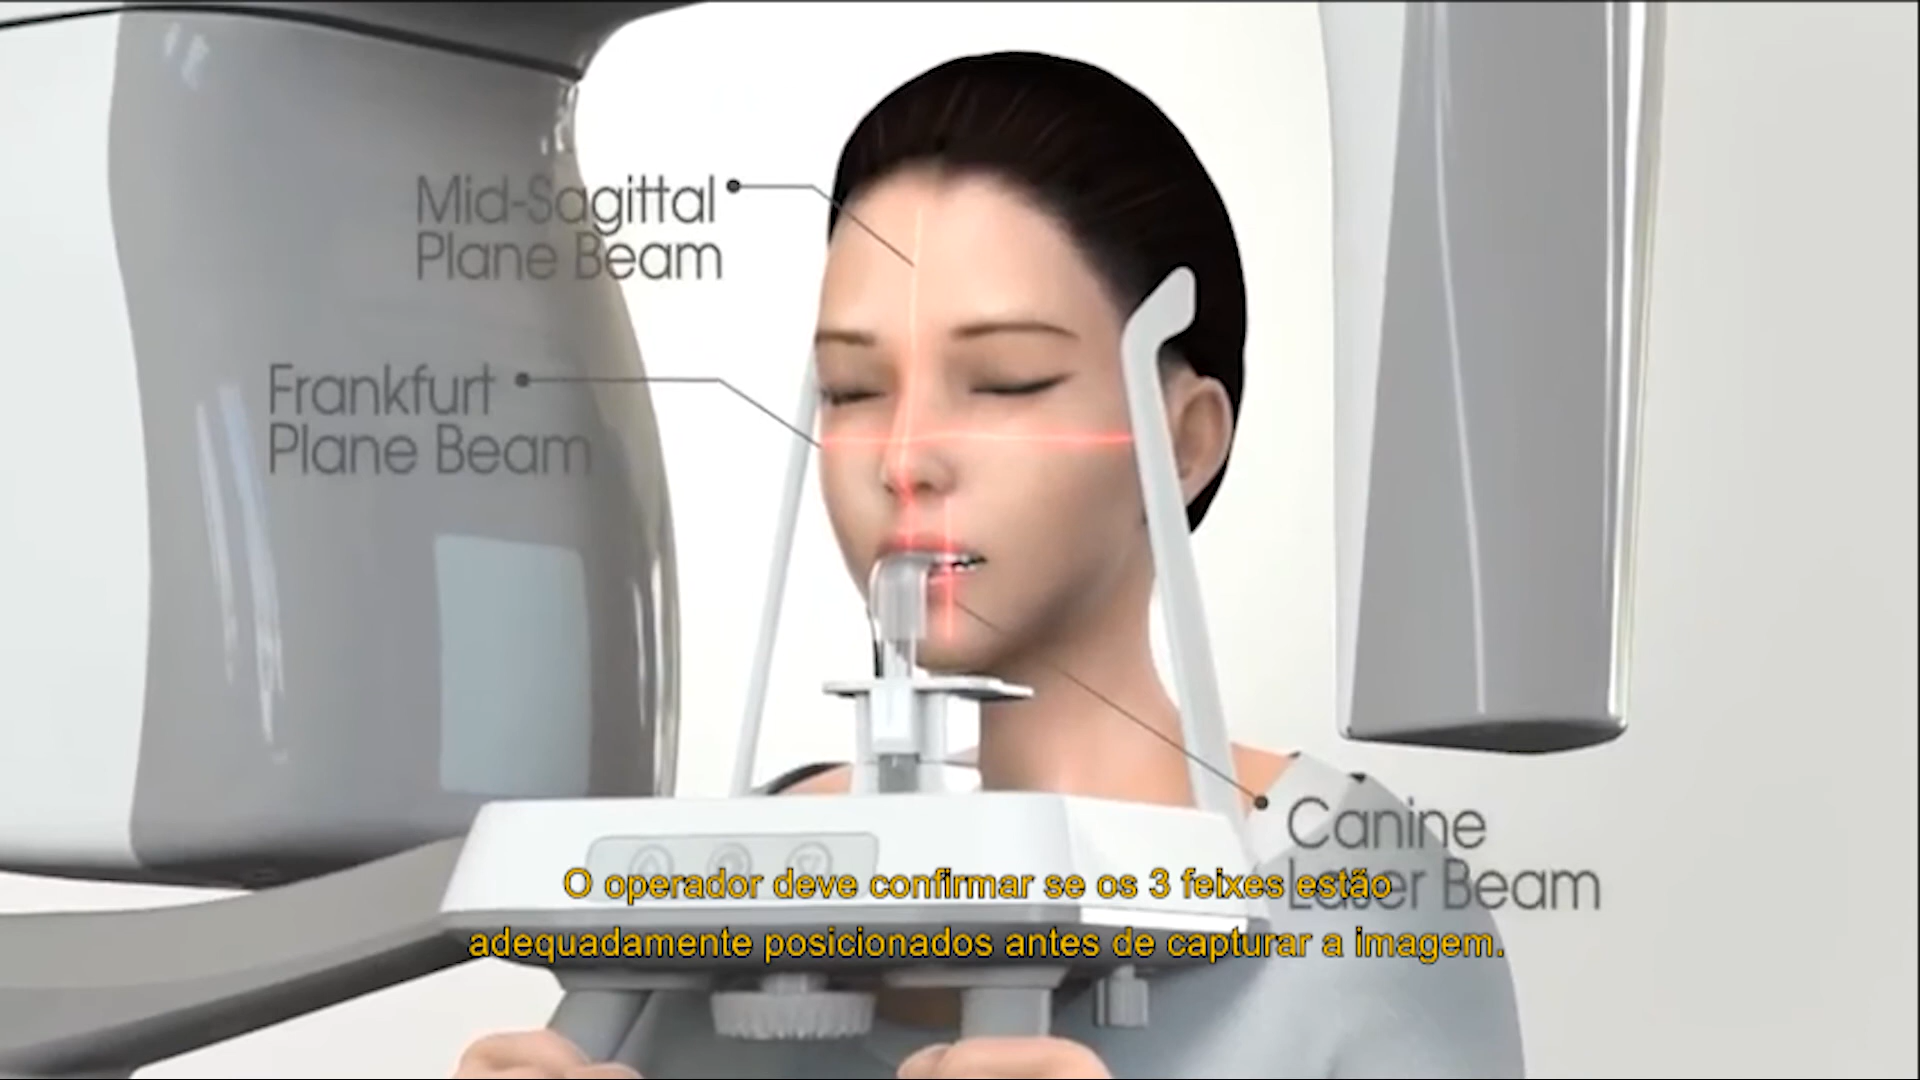 Mid-Sagittal
Plane Beam
Frankfurt
Plane Beam
Canine
Laser Beam
O operador deve confirmar se os 3 feixes estão
adequadamente posicionados antes de capturar a imagem.